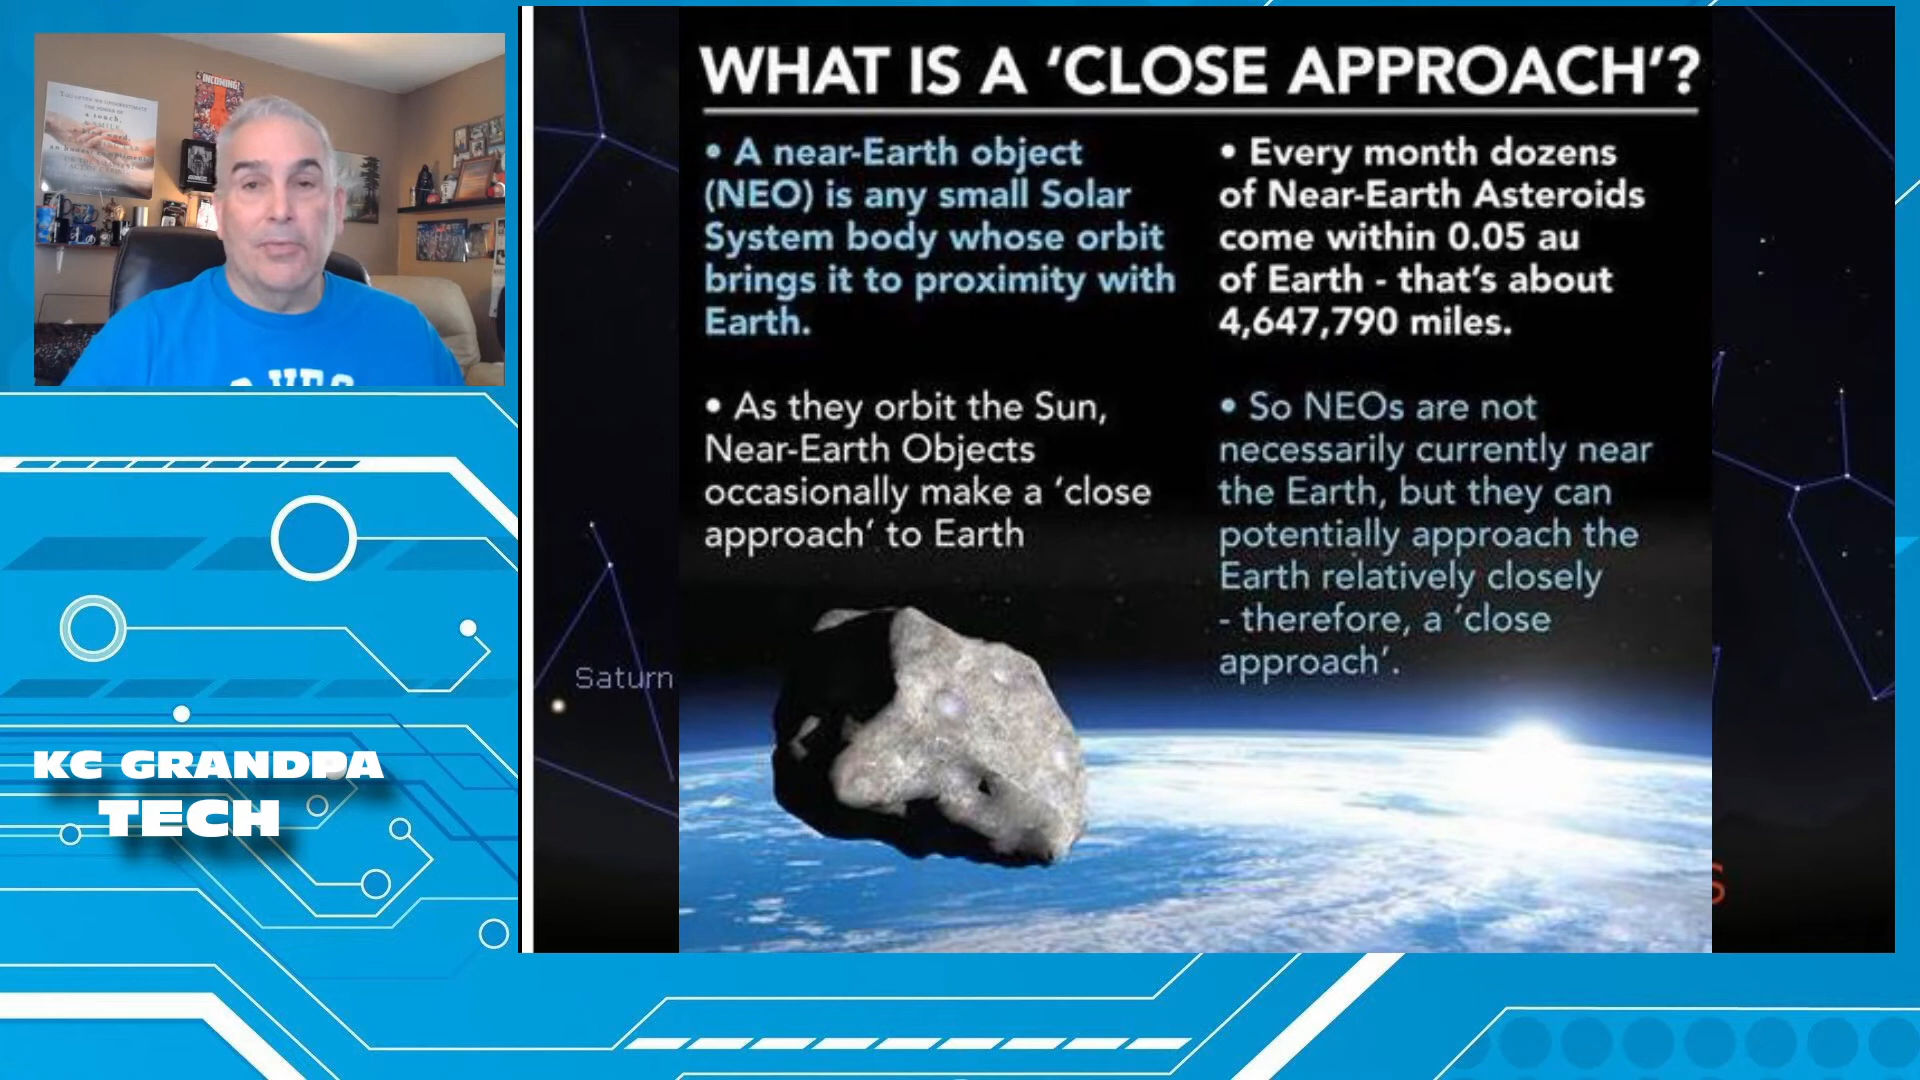 WHAT IS A ‘CLOSE APPROACH’?
• A near-Earth object
(NEO) is any small Solar
System body whose orbit
brings it to proximity with
Earth.
• As they orbit the Sun,
Near-Earth Objects
occasionally make a ‘close
approach‘ to Earth
• Every month dozens
of Near-Earth Asteroids
come within 0.05 au
of Earth - that’s about
4,647,790 miles.
• So NEOs are not
necessarily currently near
the Earth, but they can
potentially approach the
Earth relatively closely
- therefore, a ‘close
approach’.
Saturn
INCOMING!
a touch,
KC GRANDPA
TECH